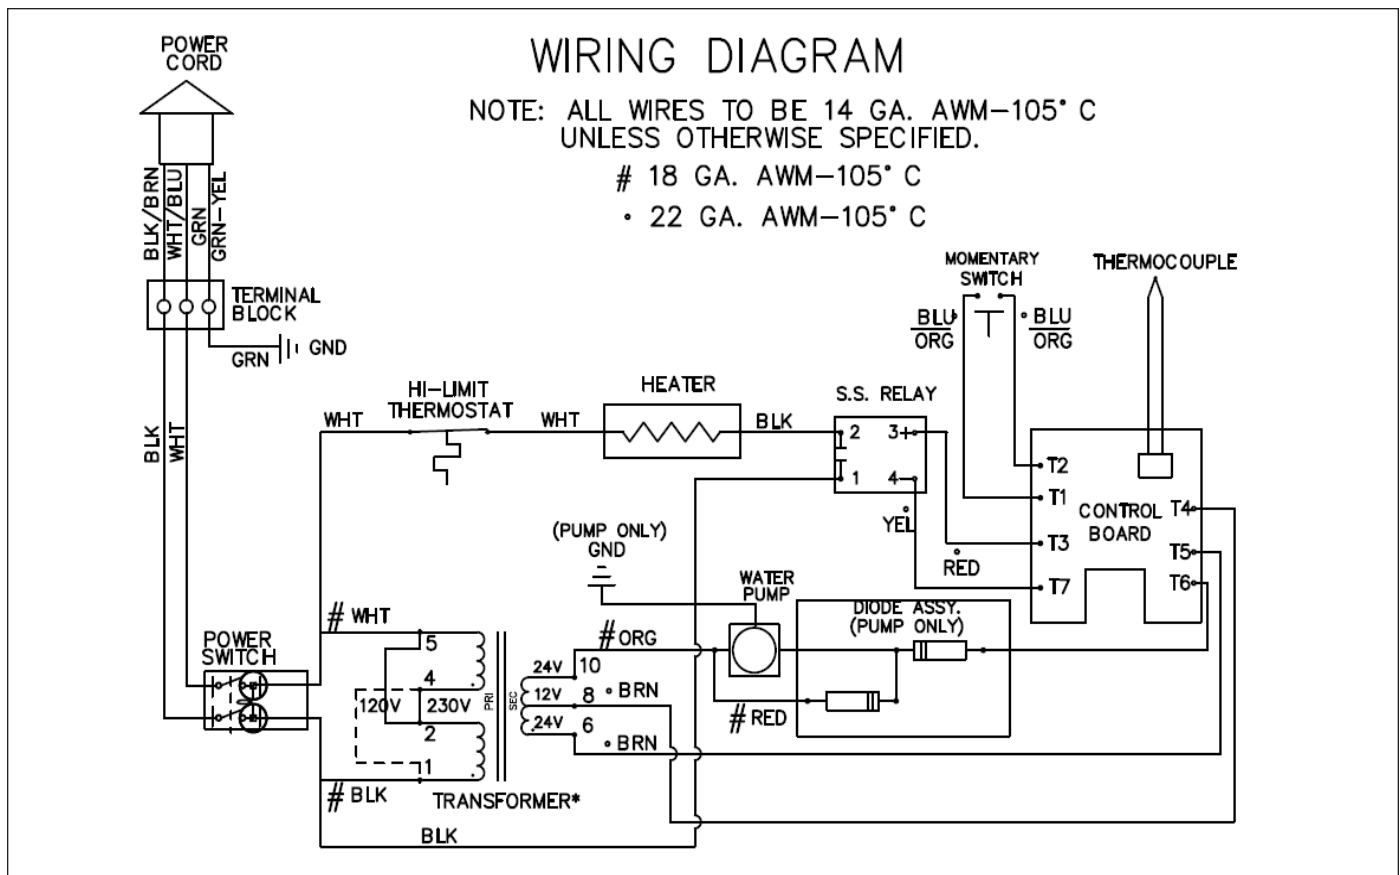 WIRING DIAGRAM
NOTE: ALL WIRES TO BE 14 GA. AWM-105° C
UNLESS OTHERWISE SPECIFIED.
# 18 GA. AWM-105° C
° 22 GA. AWM-105° C
POWER
CORD
BLK/BRN
WHT/BLU
GRN
GRN-YEL
TERMINAL
BLOCK
GRN
GND
BLK
WHT
WHT
HI-LIMIT
THERMOSTAT
WHT
HEATER
BLK
S.S. RELAY
2
3+
1
4-
° YEL
° RED
MOMENTARY
SWITCH
° BLU
ORG
° BLU
ORG
THERMOCOUPLE
T2
T1
T3
T7
CONTROL
BOARD
T4
T5
T6
(PUMP ONLY)
GND
WATER
PUMP
DIODE ASSY.
(PUMP ONLY)
POWER
SWITCH
# WHT
5
4
120V
230V
2
1
# BLK
PRI
SEC
TRANSFORMER*
BLK
24V
10
# ORG
12V
8
° BRN
24V
6
° BRN
# RED